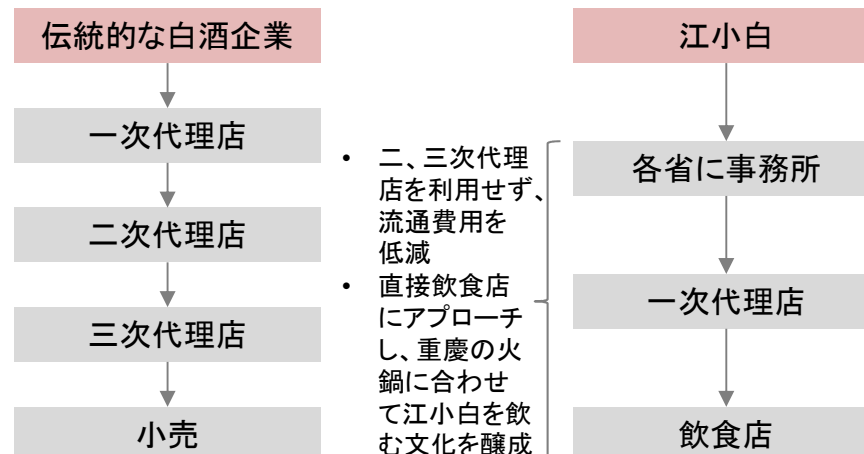 伝統的な白酒企業
一次代理店
二次代理店
三次代理店
小売
• 二、三次代理
店を利用せず、
流通費用を
低減
• 直接飲食店
にアプローチ
し、重慶の火
鍋に合わせ
て江小白を飲
む文化を醸成
江小白
各省に事務所
一次代理店
飲食店